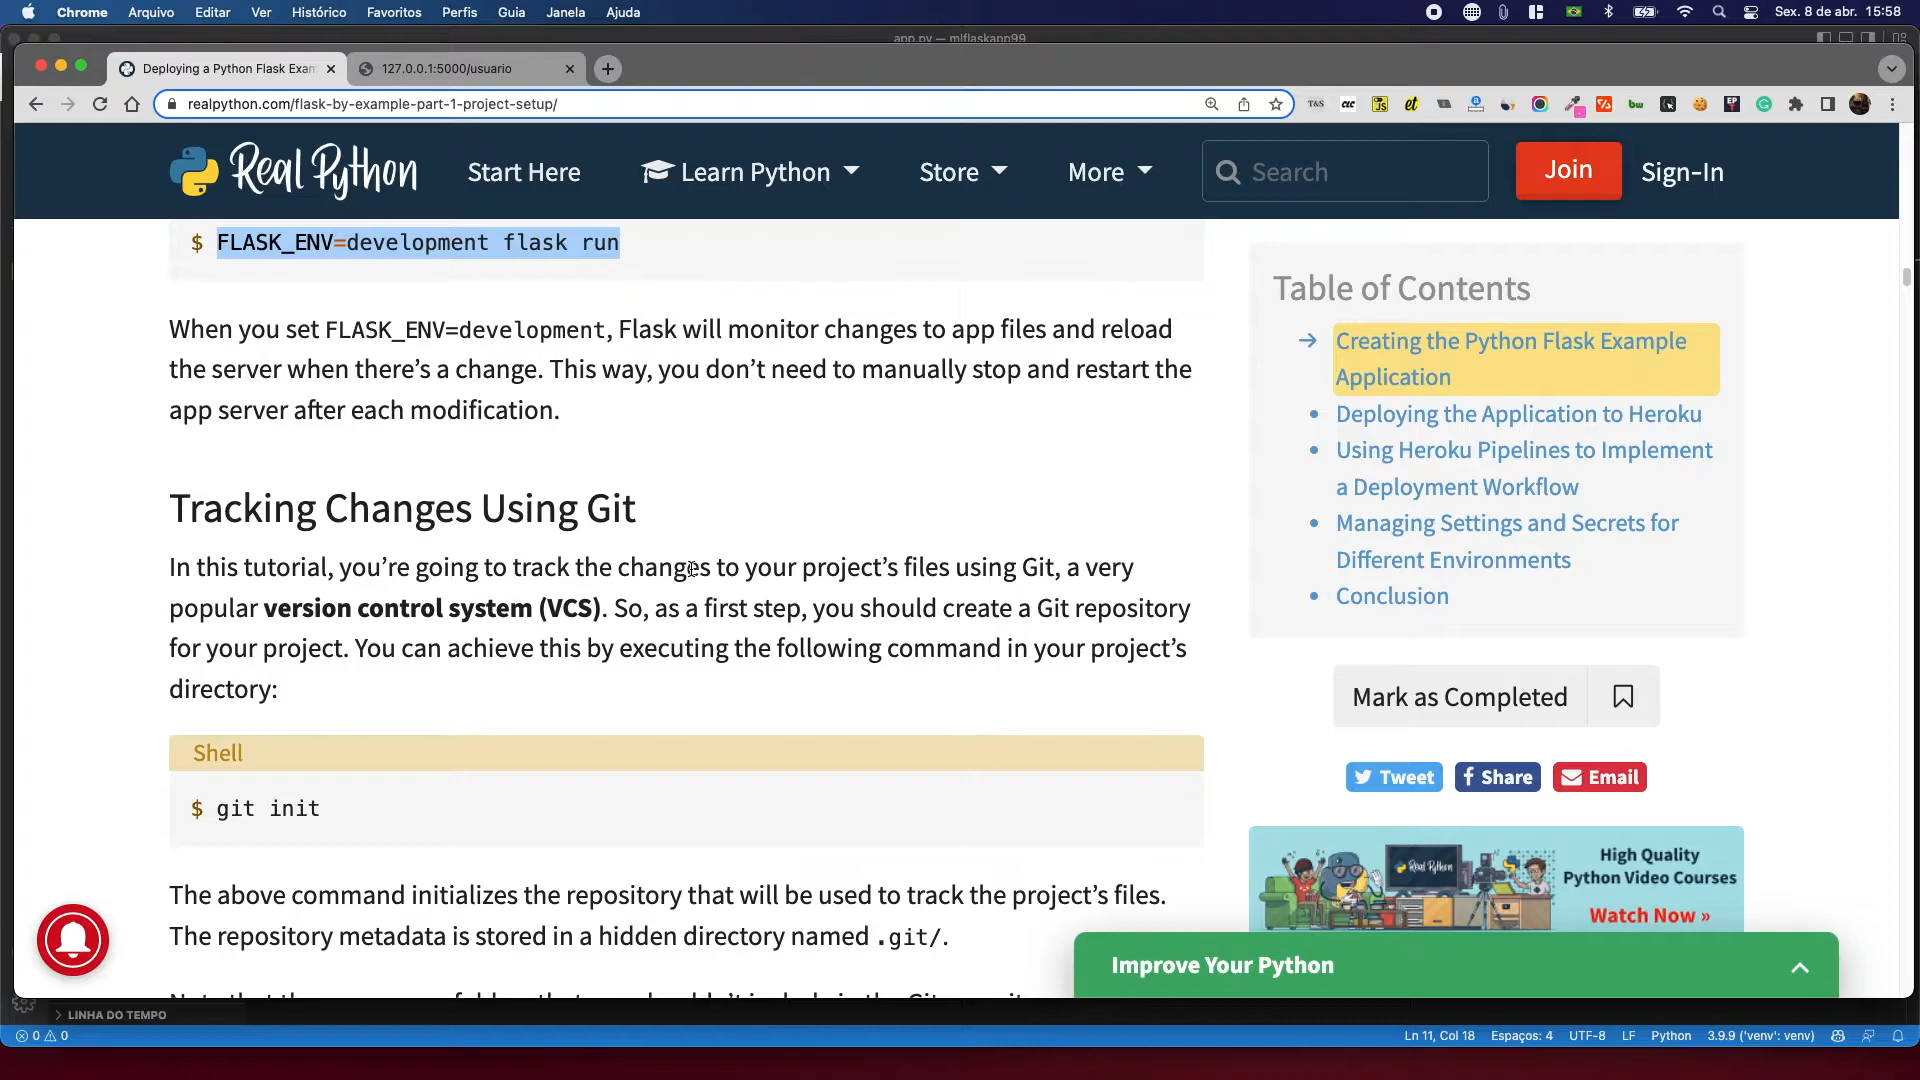 Chrome Arquivo Editar Ver Histórico Favoritos Perfis Guia Janela Ajuda Sex. 8 de abr. 15:58
app.py — miflaskapp99
Deploying a Python Flask Exam 127.0.0.1:5000/usuario
realpython.com/flask-by-example-part-1-project-setup/
Real Python Start Here Learn Python Store More Search Join Sign-In
$ FLASK_ENV=development flask run
When you set FLASK_ENV=development, Flask will monitor changes to app files and reload
the server when there’s a change. This way, you don’t need to manually stop and restart the
app server after each modification.
Tracking Changes Using Git
In this tutorial, you’re going to track the changes to your project’s files using Git, a very
popular version control system (VCS). So, as a first step, you should create a Git repository
for your project. You can achieve this by executing the following command in your project’s
directory:
Shell
$ git init
The above command initializes the repository that will be used to track the project’s files.
The repository metadata is stored in a hidden directory named .git/.
Table of Contents
Creating the Python Flask Example
Application
Deploying the Application to Heroku
Using Heroku Pipelines to Implement
a Deployment Workflow
Managing Settings and Secrets for
Different Environments
Conclusion
Mark as Completed
Tweet Share Email
Real Python
High Quality
Python Video Courses
Watch Now »
Improve Your Python
LINHA DO TEMPO
0 0 Ln 11, Col 18 Espaços: 4 UTF-8 LF Python 3.9.9 ('venv': venv)